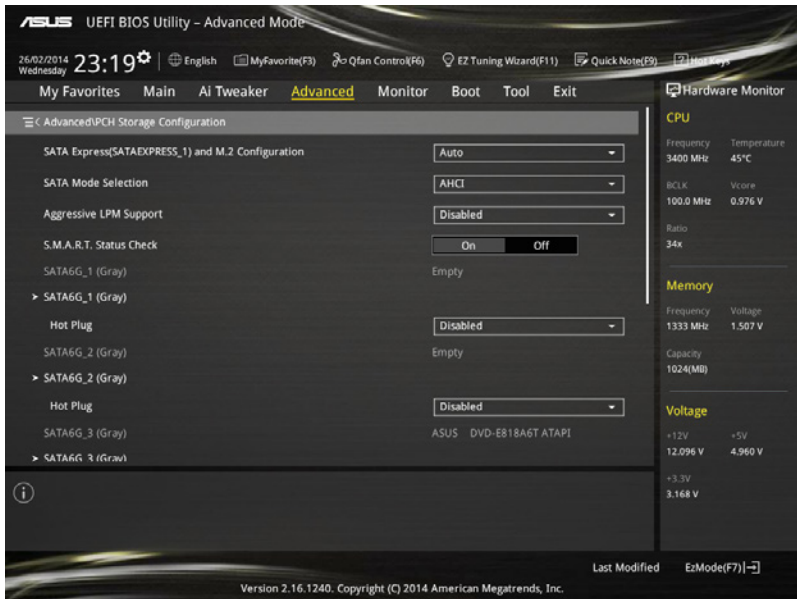 ASUS UEFI BIOS Utility – Advanced Mode
26/02/2014 Wednesday 23:19 English MyFavorite(F3) Qfan Control(F6) EZ Tuning Wizard(F11) Quick Note(F9) Hot Keys
My Favorites Main Ai Tweaker Advanced Monitor Boot Tool Exit
Advanced\PCH Storage Configuration
SATA Express(SATAEXPRESS_1) and M.2 Configuration Auto
SATA Mode Selection AHCI
Aggressive LPM Support Disabled
S.M.A.R.T. Status Check On Off
SATA6G_1 (Gray) Empty
> SATA6G_1 (Gray)
Hot Plug Disabled
SATA6G_2 (Gray) Empty
> SATA6G_2 (Gray)
Hot Plug Disabled
SATA6G_3 (Gray) ASUS DVD-E818A6T ATAPI
> SATA6G_3 (Gray)
Hardware Monitor
CPU
Frequency Temperature
3400 MHz 45°C
BCLK Vcore
100.0 MHz 0.976 V
Ratio
34x
Memory
Frequency Voltage
1333 MHz 1.507 V
Capacity
1024(MB)
Voltage
+12V +5V
12.096 V 4.960 V
+3.3V
3.168 V
Last Modified EzMode(F7)
Version 2.16.1240. Copyright (C) 2014 American Megatrends, Inc.